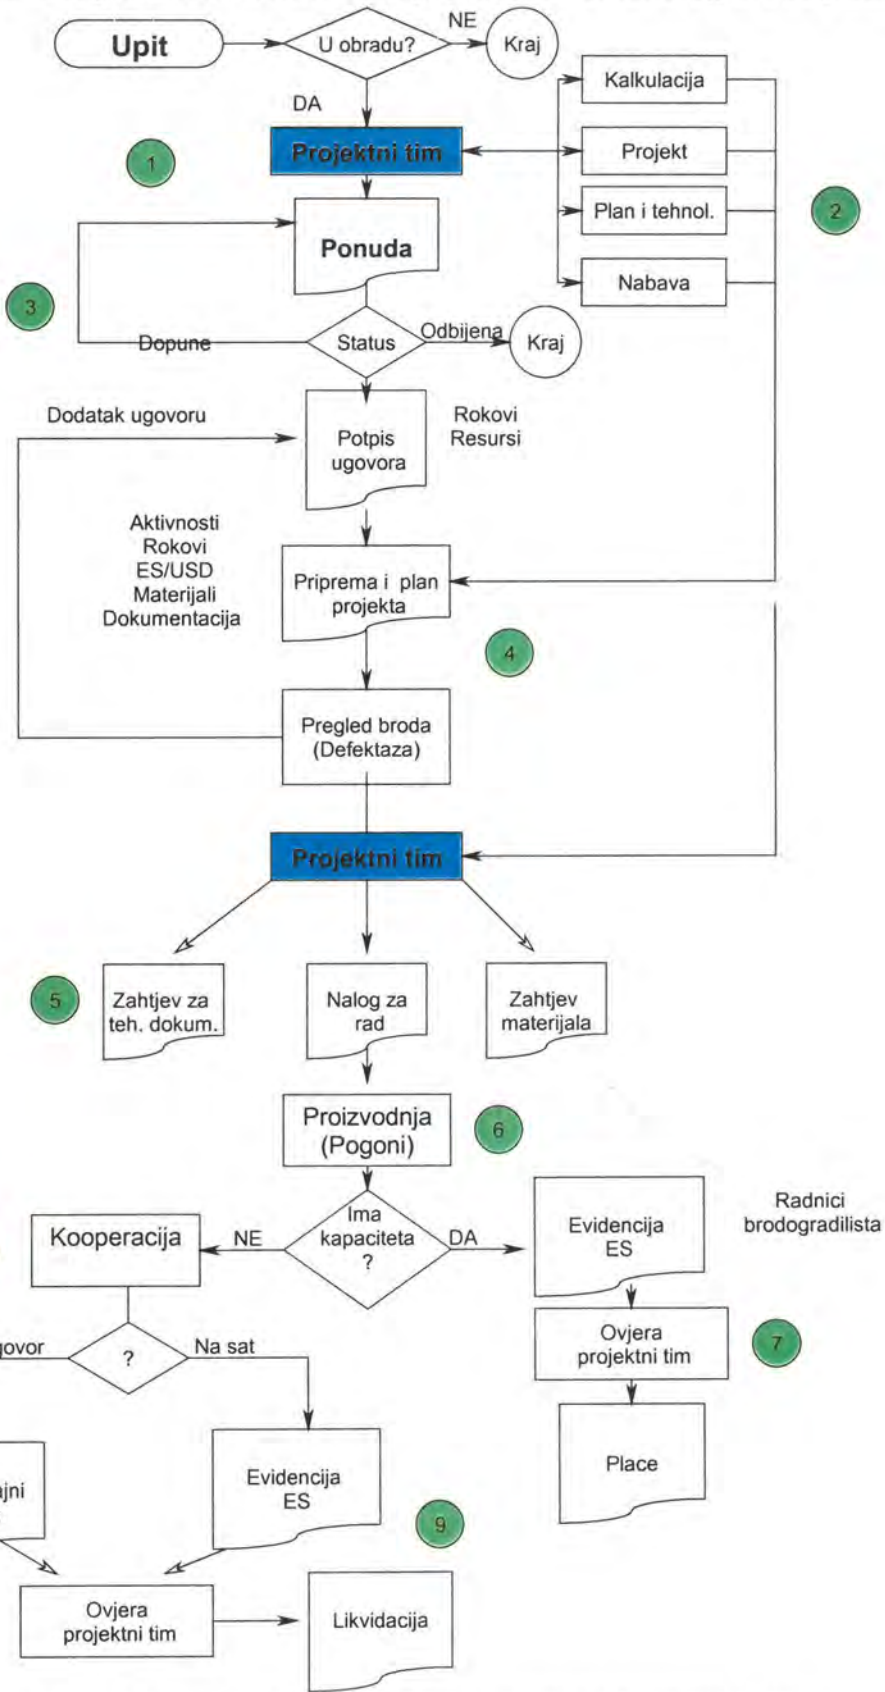 Upit
U obradu?
NE
Kraj
DA
Kalkulacija
1
Projektni tim
Projekt
Plan i tehnol.
2
Ponuda
Nabava
3
Dopune
Status
Odbijena
Kraj
Dodatak ugovoru
Potpis
ugovora
Rokovi
Resursi
Aktivnosti
Rokovi
ES/USD
Materijali
Dokumentacija
Priprema i plan
projekta
4
Pregled broda
(Defektaza)
Projektni tim
5
Zahtjev za
teh. dokum.
Nalog za
rad
Zahtjev
materijala
Proizvodnja
(Pogoni)
6
Kooperacija
NE
Ima
kapaciteta
?
DA
Evidencija
ES
Radnici
brodogradilista
govor
?
Na sat
Ovjera
projektni tim
7
ajni
Evidencija
ES
Place
9
Ovjera
projektni tim
Likvidacija